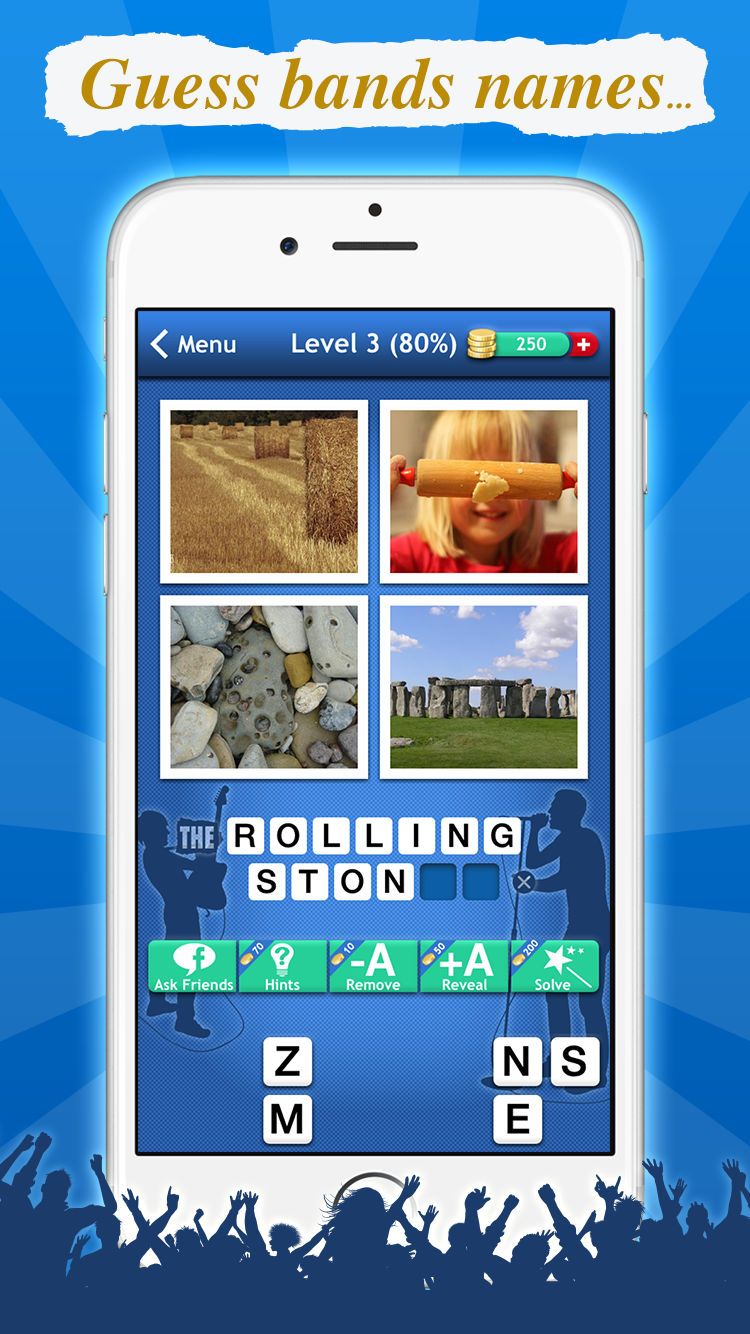 Guess bands names...
Menu Level 3 (80%) 250 +
THE ROLLING
STON
70 10 50 200
f ? -A +A
Ask Friends Hints Remove Reveal Solve
Z N S
M E